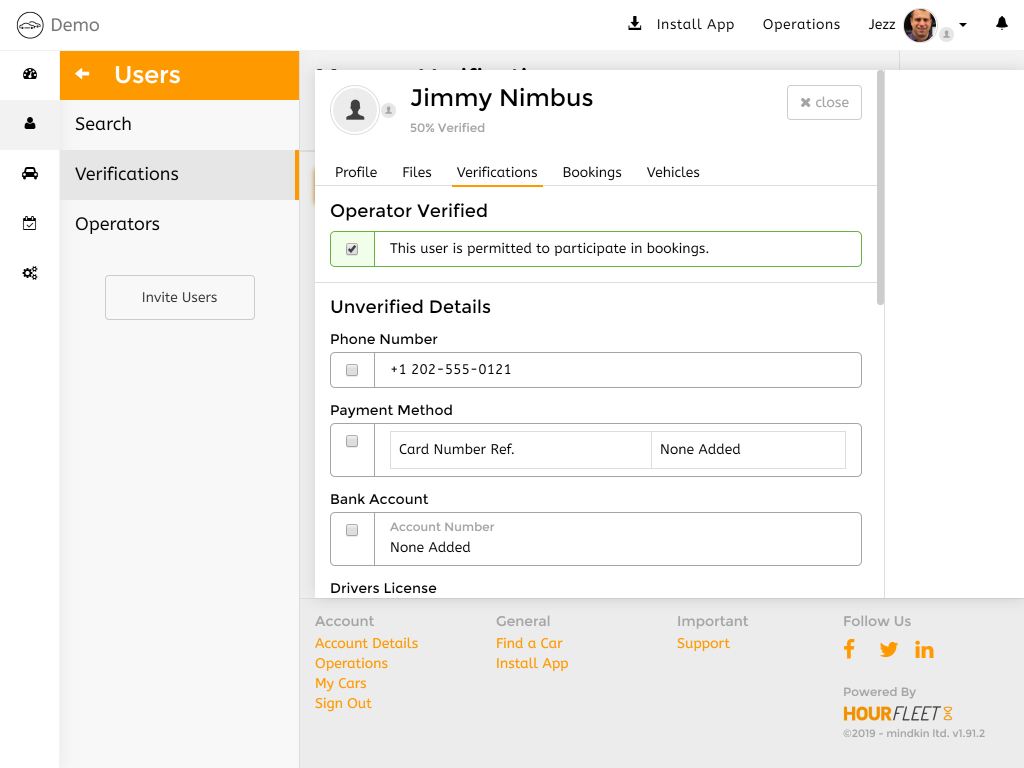 Demo
Install App
Operations
Jezz
Users
Search
Verifications
Operators
Invite Users
Jimmy Nimbus
50% Verified
close
Profile
Files
Verifications
Bookings
Vehicles
Operator Verified
This user is permitted to participate in bookings.
Unverified Details
Phone Number
+1 202-555-0121
Payment Method
Card Number Ref.
None Added
Bank Account
Account Number
None Added
Drivers License
Account
Account Details
Operations
My Cars
Sign Out
General
Find a Car
Install App
Important
Support
Follow Us
Powered By
HOURFLEET
©2019 - mindkin ltd. v1.91.2